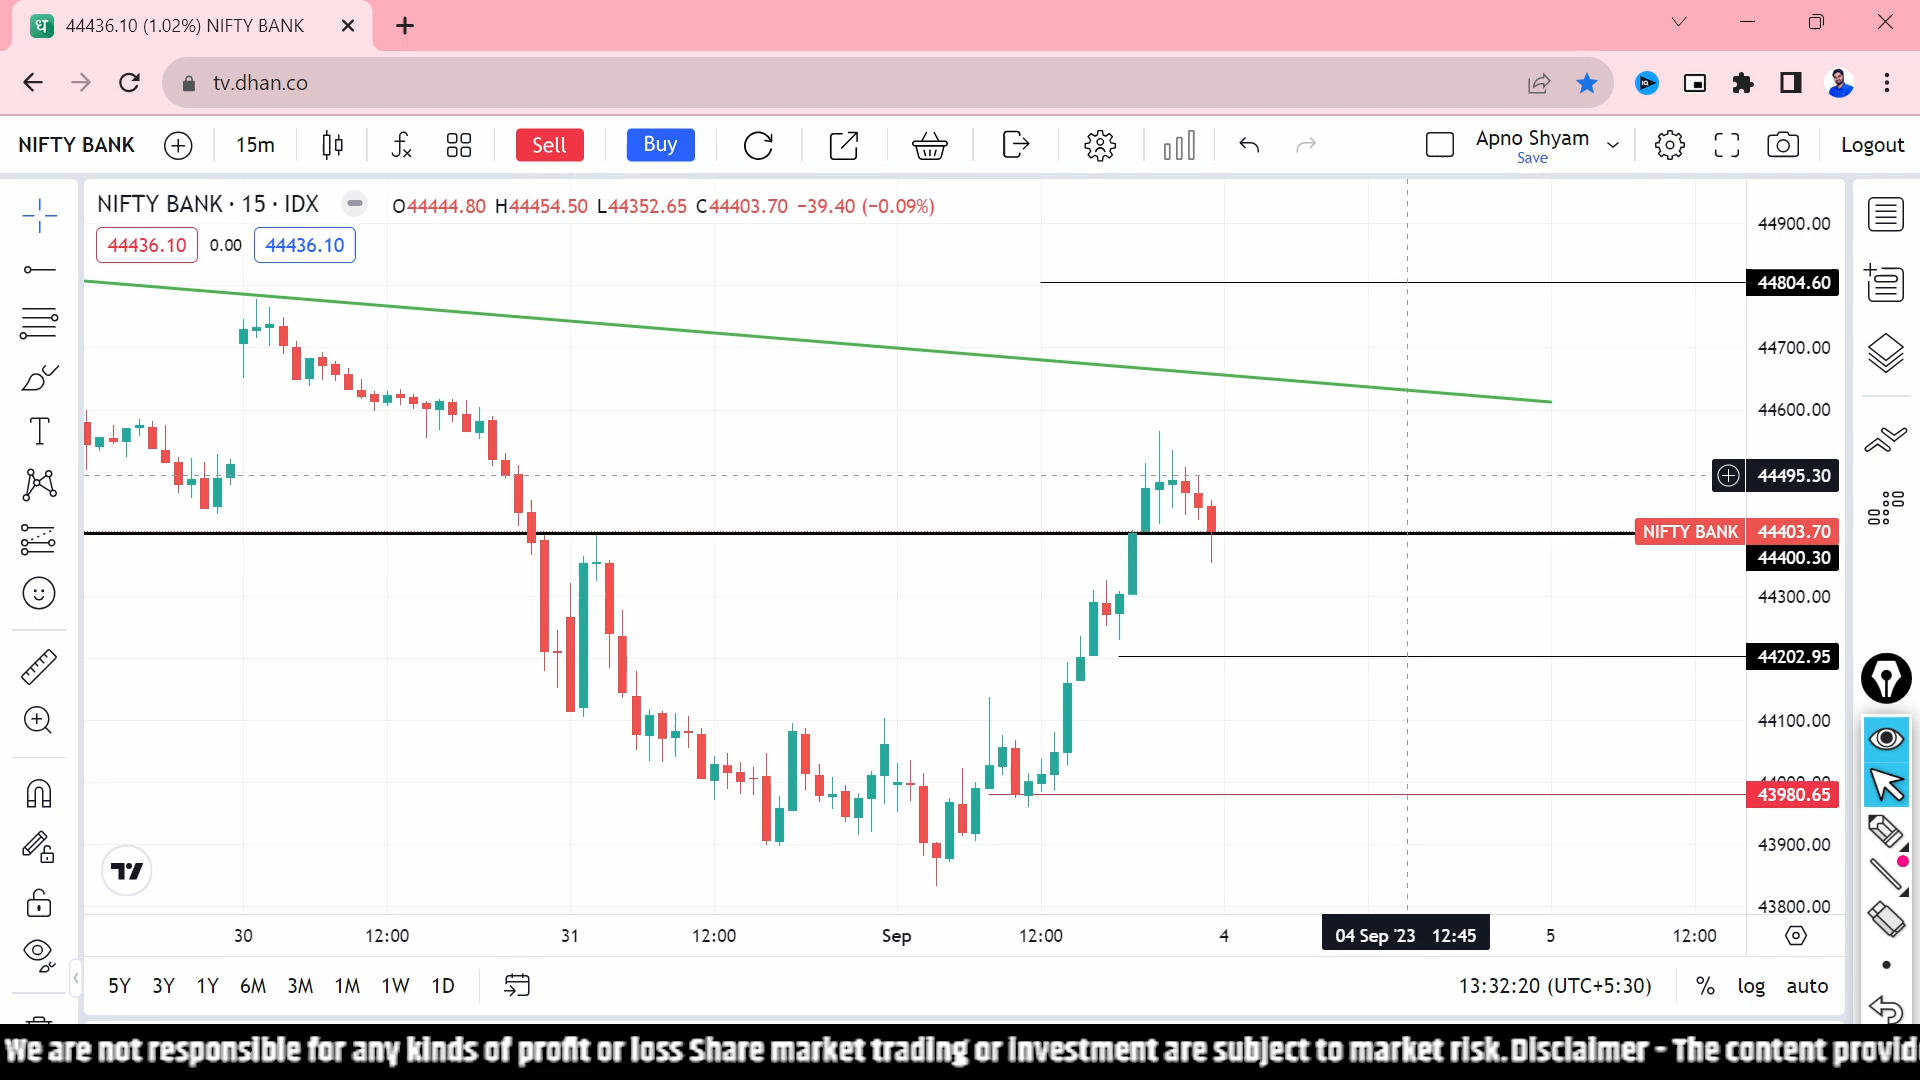 ध 44436.10 (1.02%) NIFTY BANK
tv.dhan.co
NIFTY BANK 15m Sell Buy Apno Shyam Save Logout
NIFTY BANK · 15 · IDX O44444.80 H44454.50 L44352.65 C44403.70 −39.40 (−0.09%)
44436.10 0.00 44436.10
44900.00
44804.60
44700.00
44600.00
44495.30
NIFTY BANK 44403.70
44400.30
44300.00
44202.95
44100.00
43980.65
43900.00
43800.00
30 12:00 31 12:00 Sep 12:00 4 04 Sep '23 12:45 5 12:00
5Y 3Y 1Y 6M 3M 1M 1W 1D 13:32:20 (UTC+5:30) % log auto
We are not responsible for any kinds of profit or loss Share market trading or Investment are subject to market risk. Disclaimer - The content provid